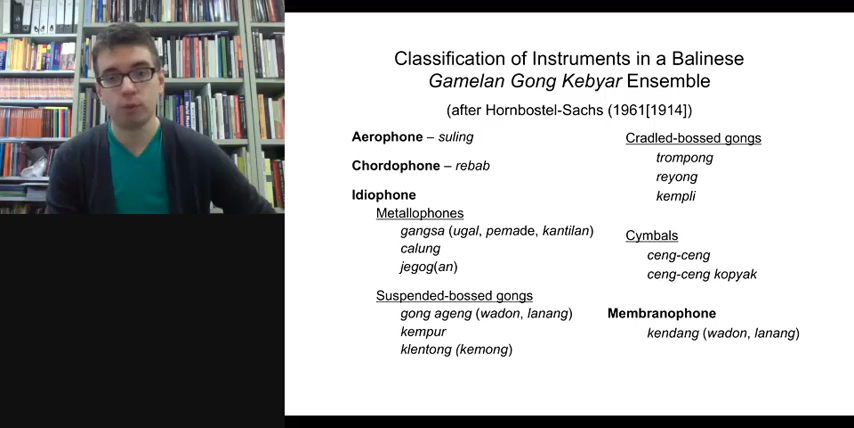 Classification of Instruments in a Balinese
Gamelan Gong Kebyar Ensemble
(after Hornbostel-Sachs (1961[1914])
Aerophone – suling
Chordophone – rebab
Idiophone
Metallophones
gangsa (ugal, pemade, kantilan)
calung
jegog(an)
Suspended-bossed gongs
gong ageng (wadon, lanang)
kempur
klentong (kemong)
Cradled-bossed gongs
trompong
reyong
kempli
Cymbals
ceng-ceng
ceng-ceng kopyak
Membranophone
kendang (wadon, lanang)